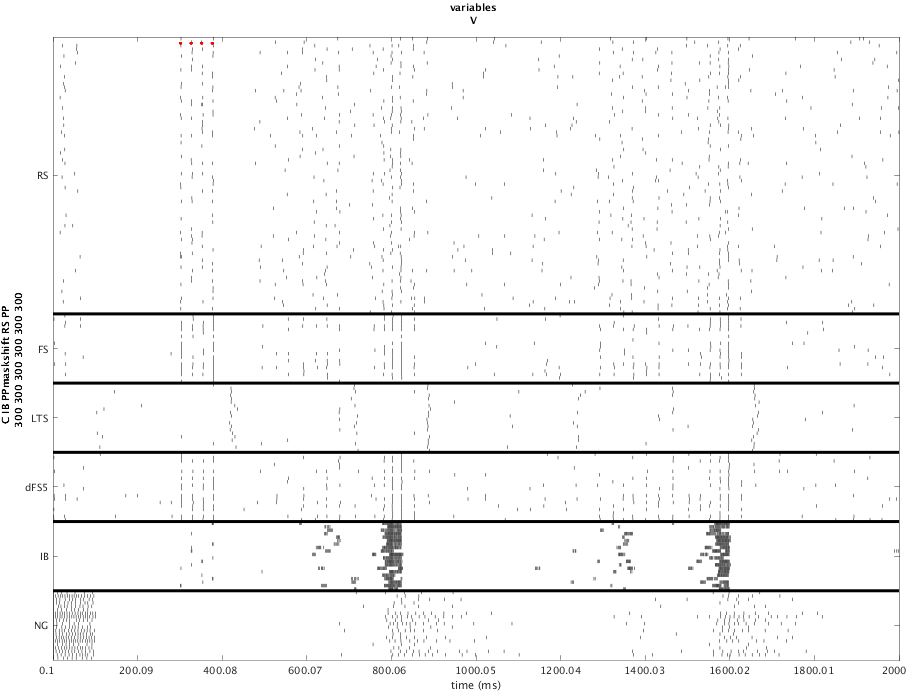 variables
V
RS
FS
LTS
dFS5
IB
NG
C IB PPmaskshift RS PP
300 300 300 300 300 300
0.1 200.09 400.08 600.07 800.06 1000.05 1200.04 1400.03 1600.02 1800.01 2000
time (ms)